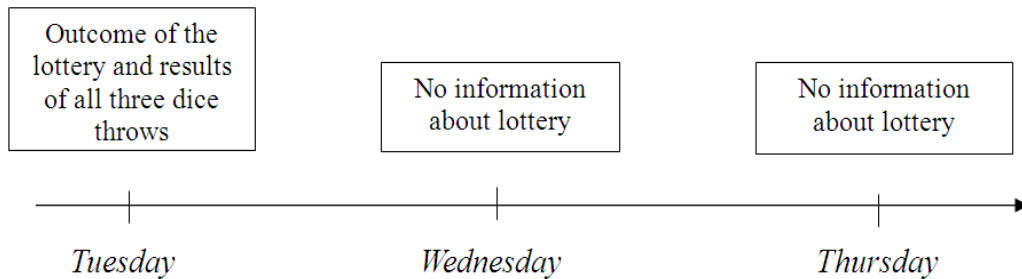 Outcome of the
lottery and results
of all three dice
throws
No information
about lottery
No information
about lottery
Tuesday
Wednesday
Thursday